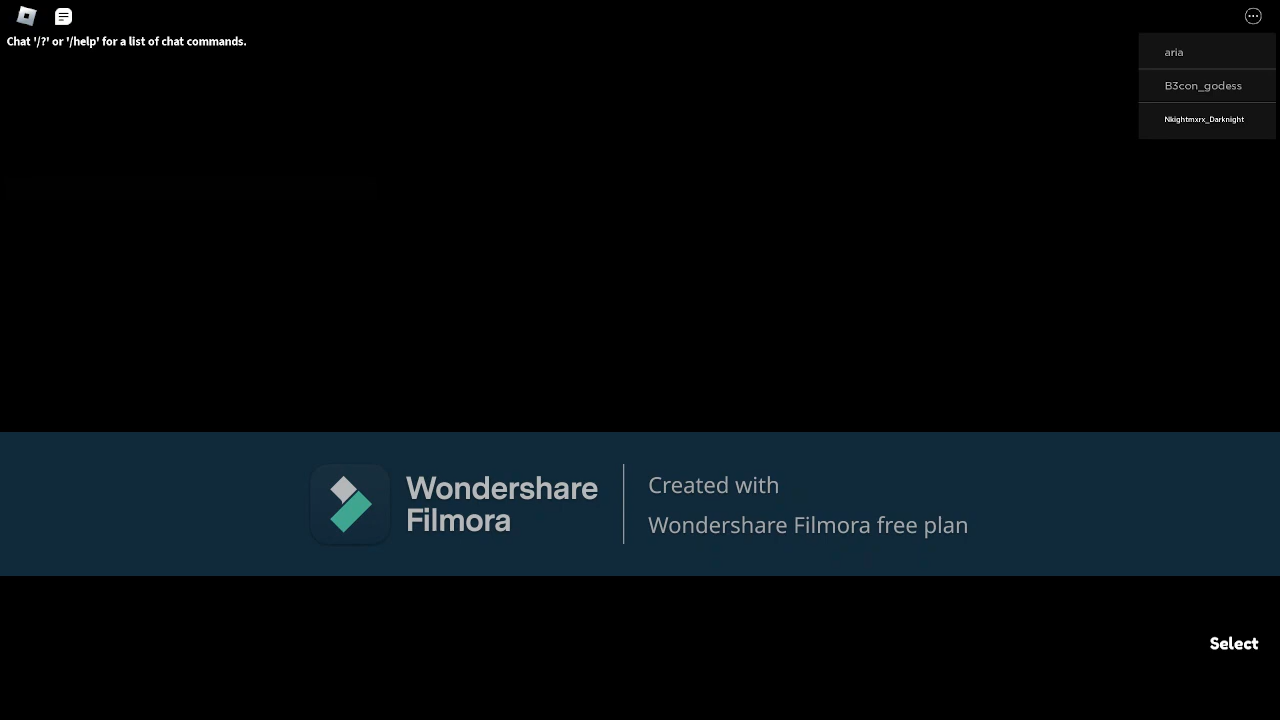 Chat '/?' or '/help' for a list of chat commands.
aria
B3con_godess
Nkightmxrx_Darknight
Wondershare
Filmora
Created with
Wondershare Filmora free plan
Select